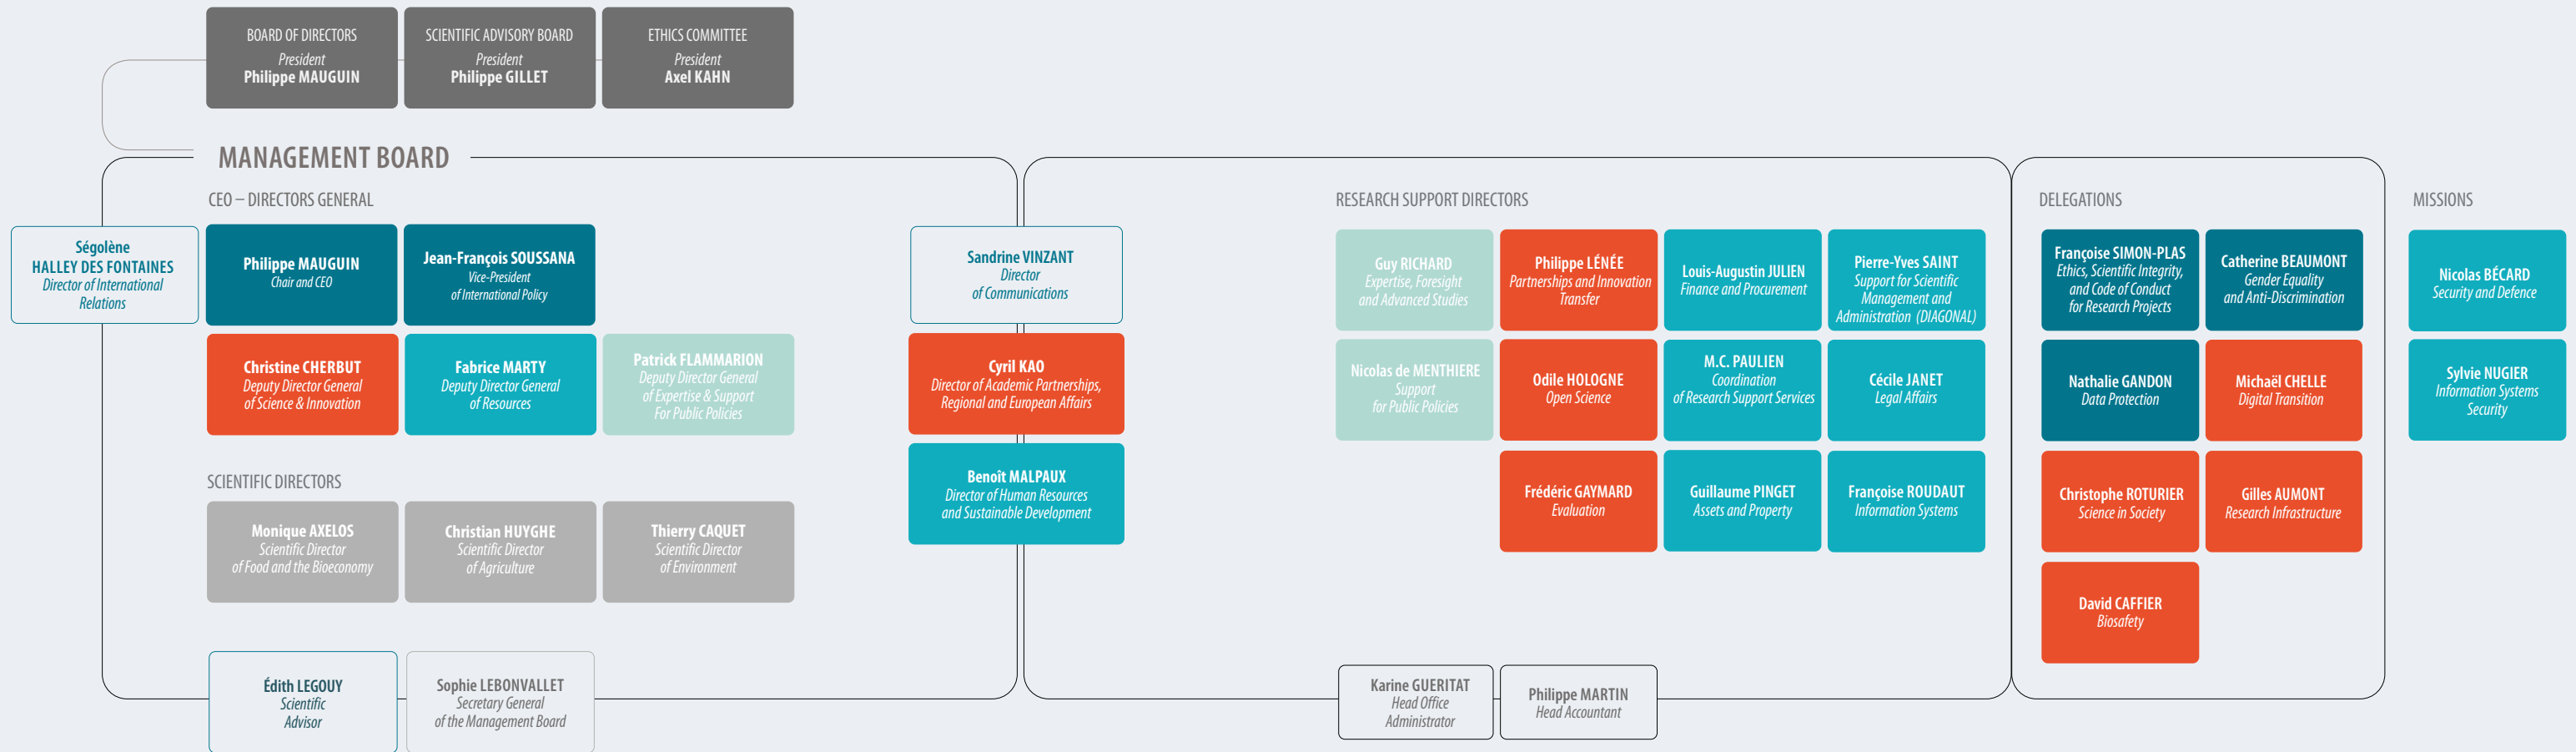 BOARD OF DIRECTORS
President
Philippe MAUGUIN
SCIENTIFIC ADVISORY BOARD
President
Philippe GILLET
ETHICS COMMITTEE
President
Axel KAHN
MANAGEMENT BOARD
CEO – DIRECTORS GENERAL
Ségolène
HALLEY DES FONTAINES
Director of International
Relations
Philippe MAUGUIN
Chair and CEO
Jean-François SOUSSANA
Vice-President
of International Policy
Christine CHERBUT
Deputy Director General
of Science & Innovation
Fabrice MARTY
Deputy Director General
of Resources
Patrick FLAMMARION
Deputy Director General
of Expertise & Support
For Public Policies
SCIENTIFIC DIRECTORS
Monique AXELOS
Scientific Director
of Food and the Bioeconomy
Christian HUYGHE
Scientific Director
of Agriculture
Thierry CAQUET
Scientific Director
of Environment
Édith LEGOUY
Scientific
Advisor
Sophie LEBONVALLET
Secretary General
of the Management Board
Sandrine VINZANT
Director
of Communications
Cyril KAO
Director of Academic Partnerships,
Regional and European Affairs
Benoît MALPAUX
Director of Human Resources
and Sustainable Development
RESEARCH SUPPORT DIRECTORS
Guy RICHARD
Expertise, Foresight
and Advanced Studies
Philippe LÉNÉE
Partnerships and Innovation
Transfer
Louis-Augustin JULIEN
Finance and Procurement
Pierre-Yves SAINT
Support for Scientific
Management and
Administration (DIAGONAL)
Nicolas de MENTHIERE
Support
for Public Policies
Odile HOLOGNE
Open Science
M.C. PAULIEN
Coordination
of Research Support Services
Cécile JANET
Legal Affairs
Frédéric GAYMARD
Evaluation
Guillaume PINGET
Assets and Property
Françoise ROUDAUT
Information Systems
Karine GUERITAT
Head Office
Administrator
Philippe MARTIN
Head Accountant
DELEGATIONS
Françoise SIMON-PLAS
Ethics, Scientific Integrity,
and Code of Conduct
for Research Projects
Catherine BEAUMONT
Gender Equality
and Anti-Discrimination
Nathalie GANDON
Data Protection
Michaël CHELLE
Digital Transition
Christophe ROTURIER
Science in Society
Gilles AUMONT
Research Infrastructure
David CAFFIER
Biosafety
MISSIONS
Nicolas BÉCARD
Security and Defence
Sylvie NUGIER
Information Systems
Security